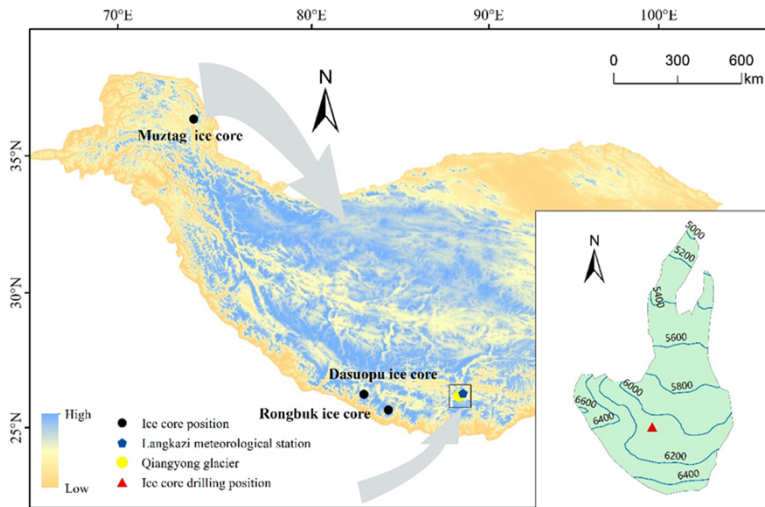 70°E 80°E 90°E 100°E
0 300 600
km
N
Muztag ice core
35°N
N
5000
5200
5400
30°N
5600
Dasuopu ice core
5800
6000
Rongbuk ice core
6600
6400
High
Ice core position
25°N
Langkazi meteorological station
Qiangyong glacier
6200
Low
Ice core drilling position
6400